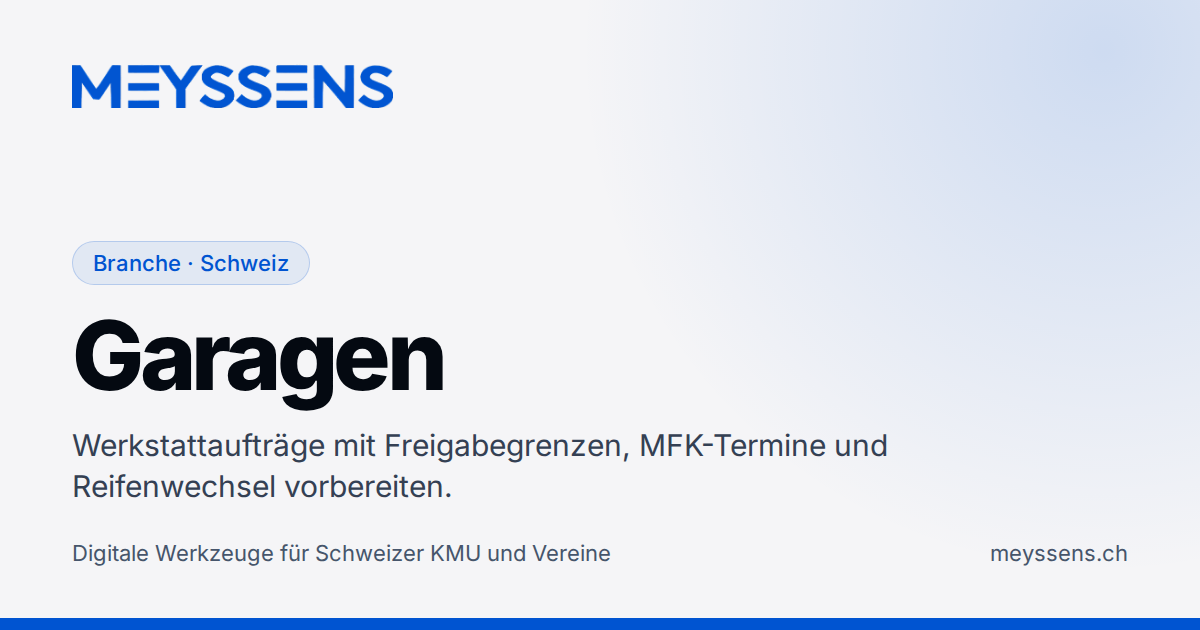 MEYSSENS
Branche · Schweiz
Garagen
Werkstattaufträge mit Freigabegrenzen, MFK-Termine und
Reifenwechsel vorbereiten.
Digitale Werkzeuge für Schweizer KMU und Vereine
meyssens.ch